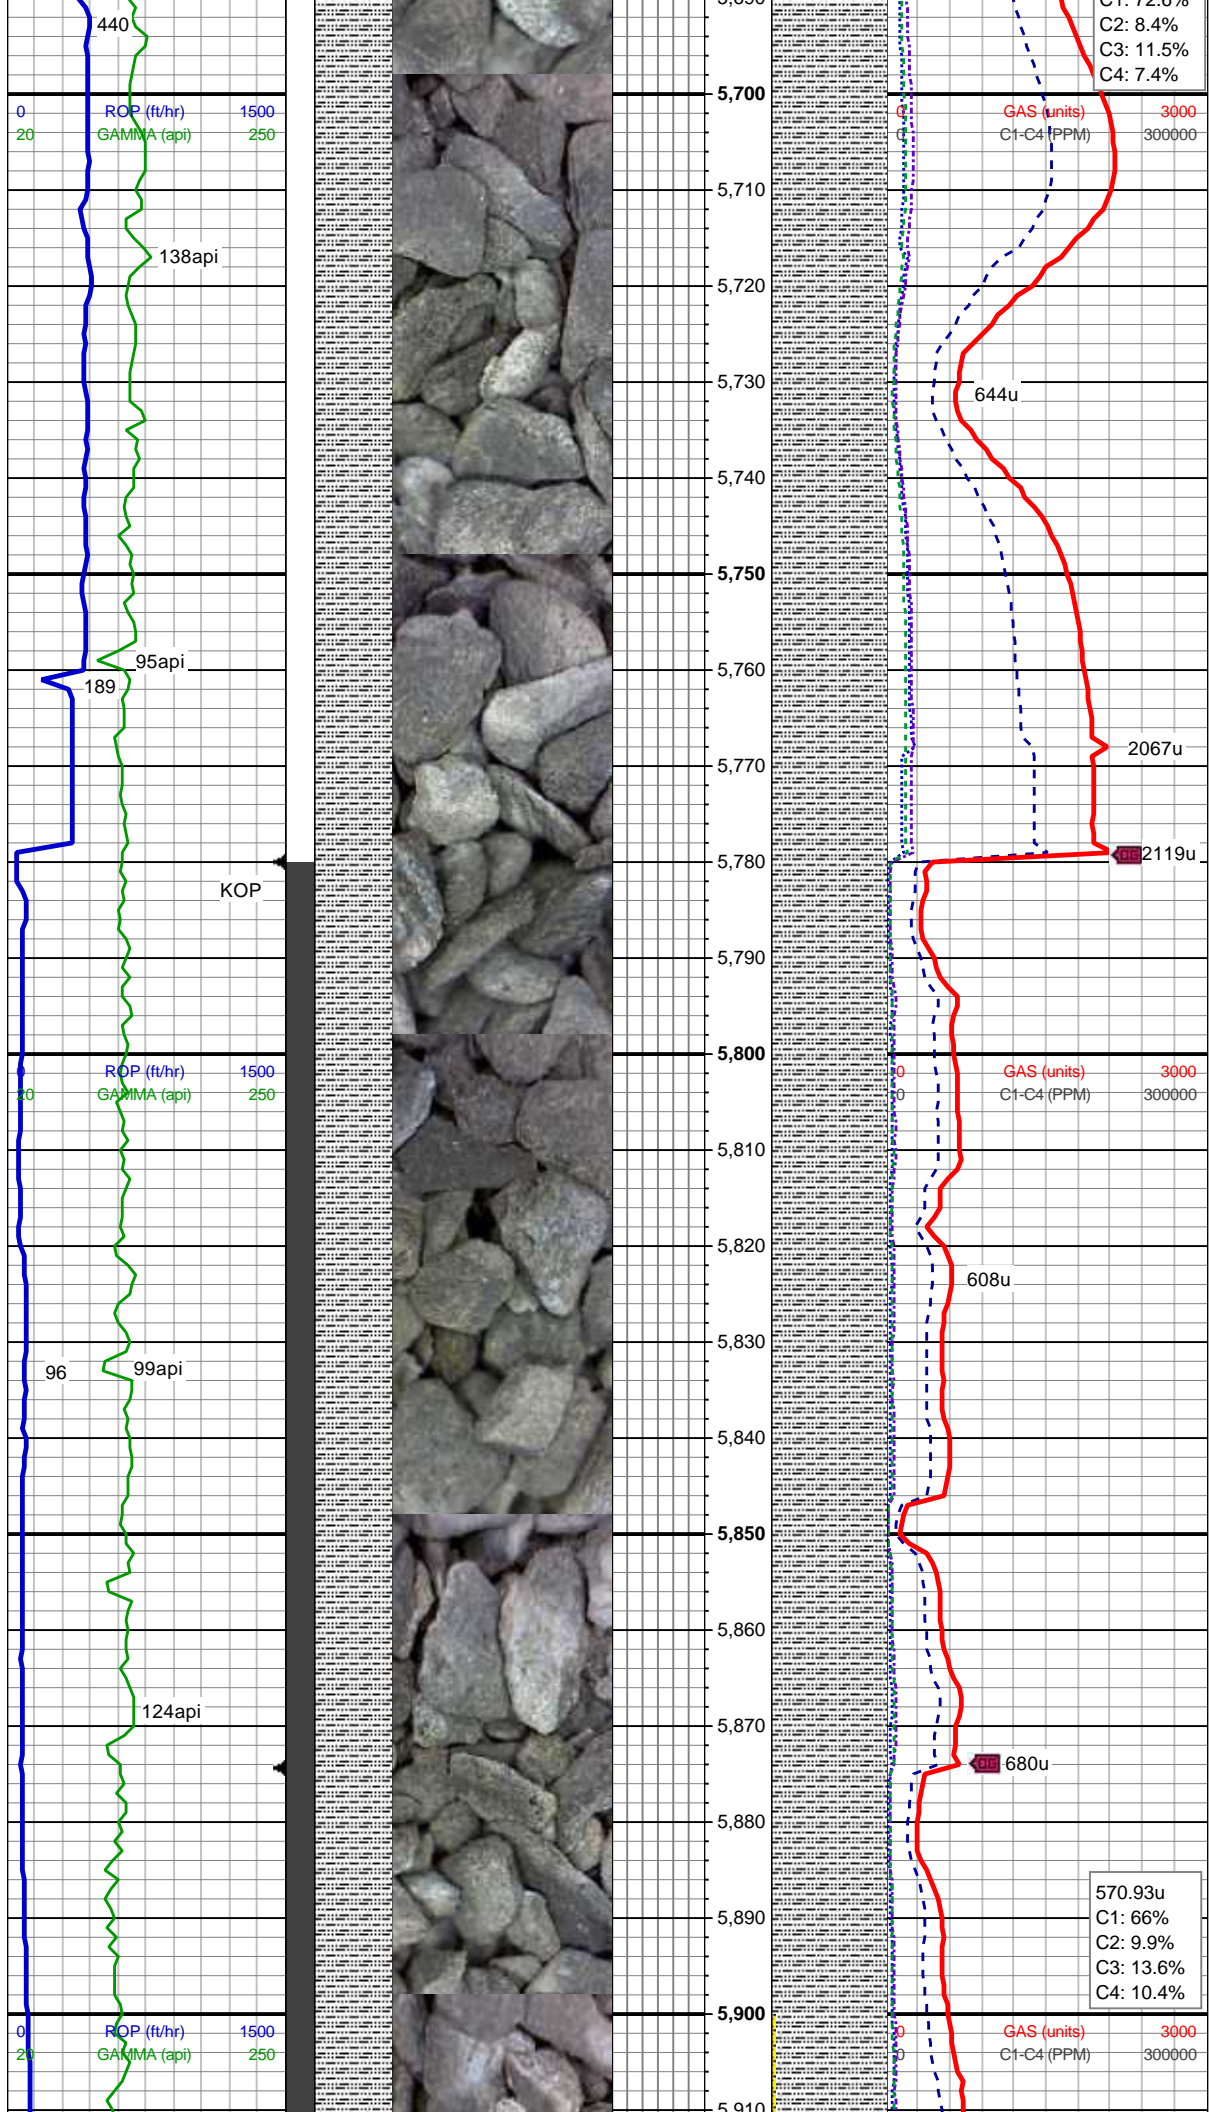 C1: 72.6%
440
C2: 8.4%
C3: 11.5%
C4: 7.4%
5,700
0 ROP (ft/hr) 1500
0 GAS (units) 3000
20 GAMMA (api) 250
0 C1-C4 (PPM) 300000
5,710
138api
5,720
5,730
644u
5,740
5,750
5,760
95api
189
2067u
5,770
DG 2119u
5,780
KOP
5,790
5,800
0 ROP (ft/hr) 1500
0 GAS (units) 3000
20 GAMMA (api) 250
0 C1-C4 (PPM) 300000
5,810
5,820
608u
5,830
99api
96
5,840
5,850
5,860
124api
5,870
DG 680u
5,880
570.93u
5,890
C1: 66%
C2: 9.9%
C3: 13.6%
C4: 10.4%
5,900
0 ROP (ft/hr) 1500
0 GAS (units) 3000
20 GAMMA (api) 250
0 C1-C4 (PPM) 300000
5,910